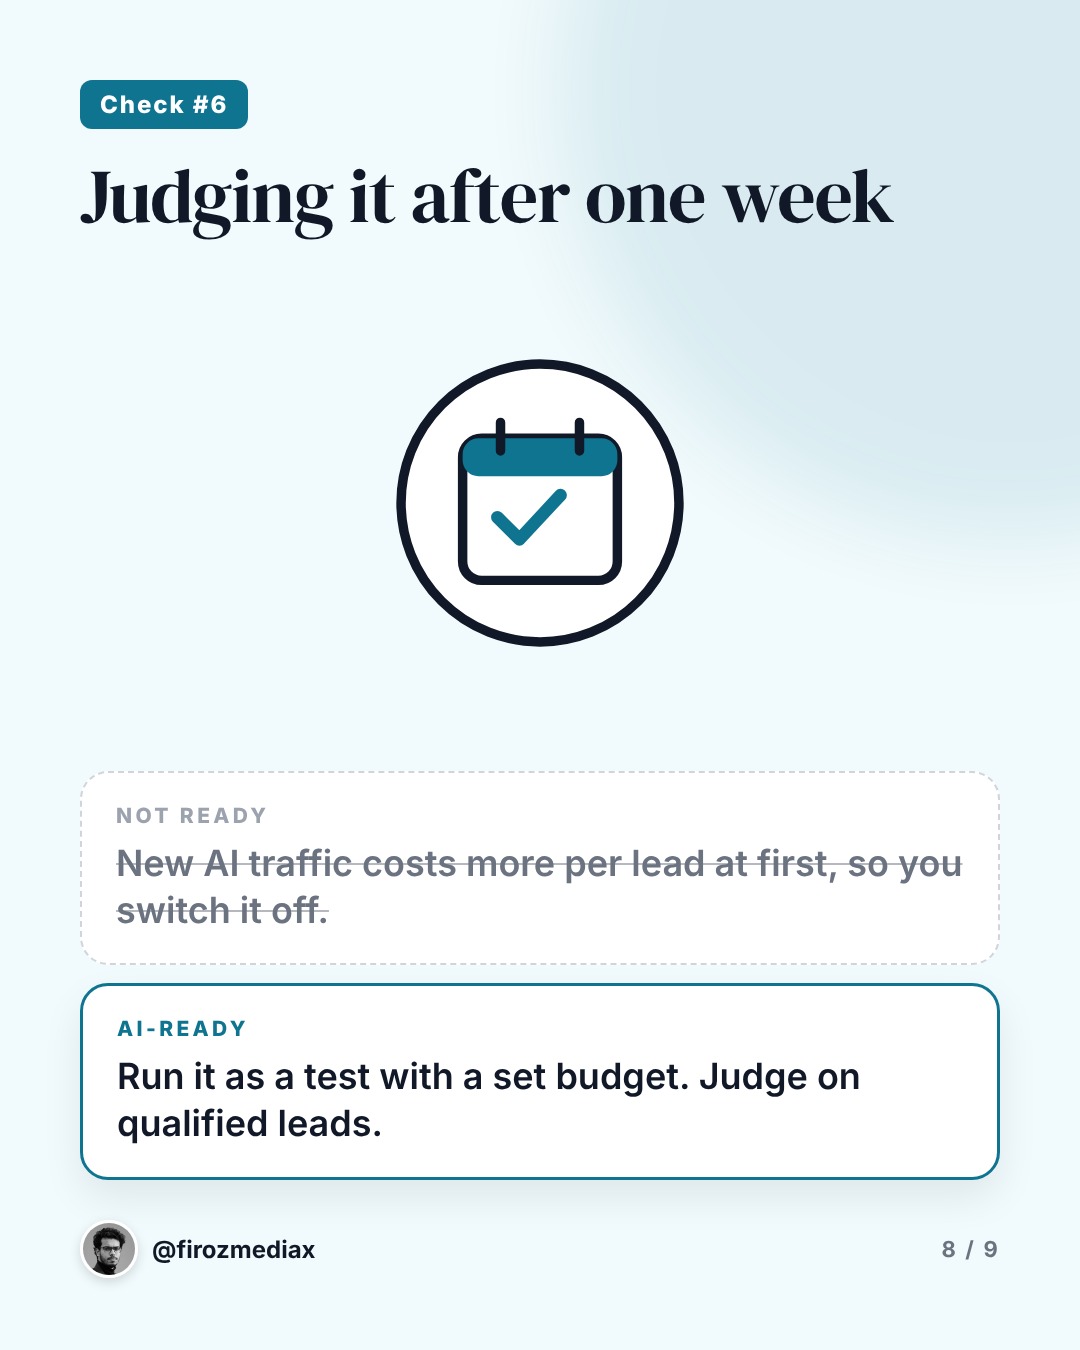 Check #6
Judging it after one week
NOT READY
New AI traffic costs more per lead at first, so you
switch it off.
AI-READY
Run it as a test with a set budget. Judge on
qualified leads.
@firozmediax
8 / 9